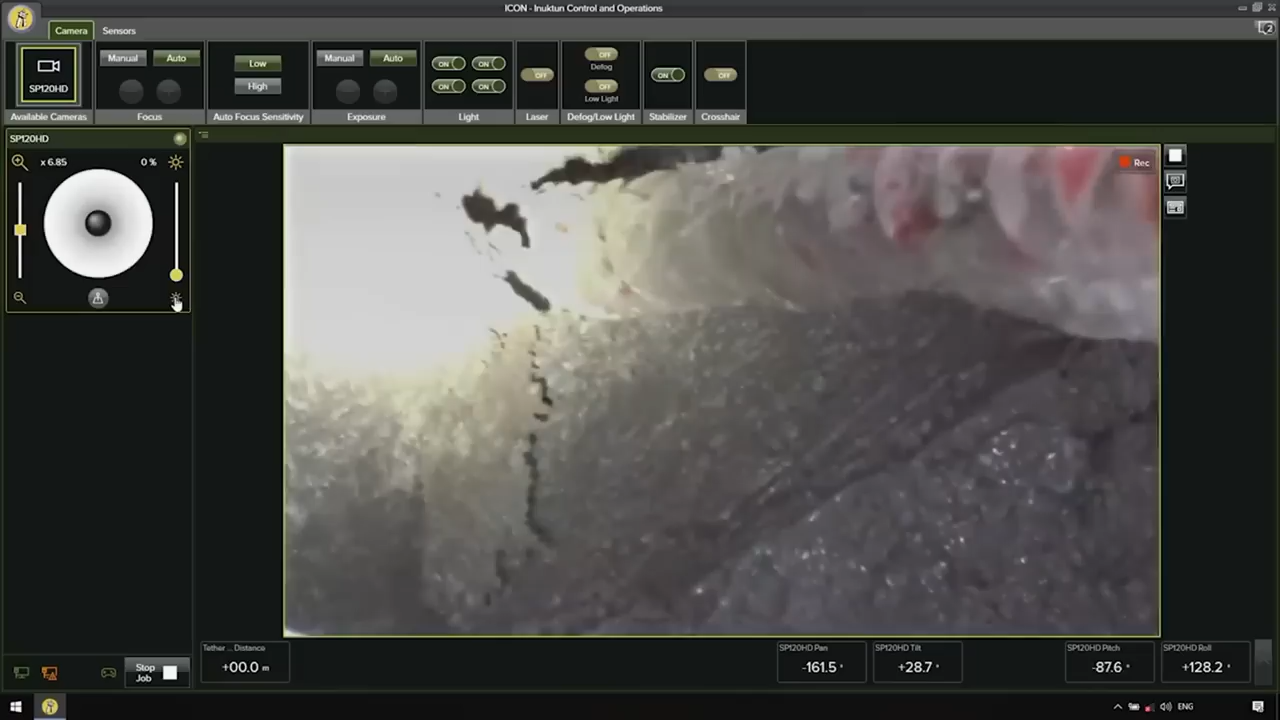 ICON - Inuktun Control and Operations
Camera Sensors
Manual Auto Low Manual Auto ON ON OFF OFF Defog ON OFF
SP120HD High ON ON OFF Low Light
Available Cameras Focus Auto Focus Sensitivity Exposure Light Laser Defog/Low Light Stabilizer Crosshair
SP120HD
x 6.85 0 %
Rec
Tether ... Distance SP120HD Pan SP120HD Tilt SP120HD Pitch SP120HD Roll
+00.0 m -161.5 ° +28.7 ° -87.6 ° +128.2 °
Stop
Job
ENG